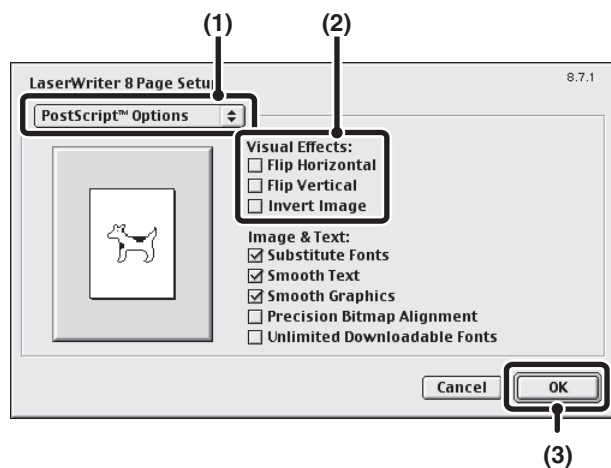 (1) (2)
LaserWriter 8 Page Setu
8.7.1
PostScript™ Options
Visual Effects:
Flip Horizontal
Flip Vertical
Invert Image
Image & Text:
Substitute Fonts
Smooth Text
Smooth Graphics
Precision Bitmap Alignment
Unlimited Downloadable Fonts
Cancel OK
(3)